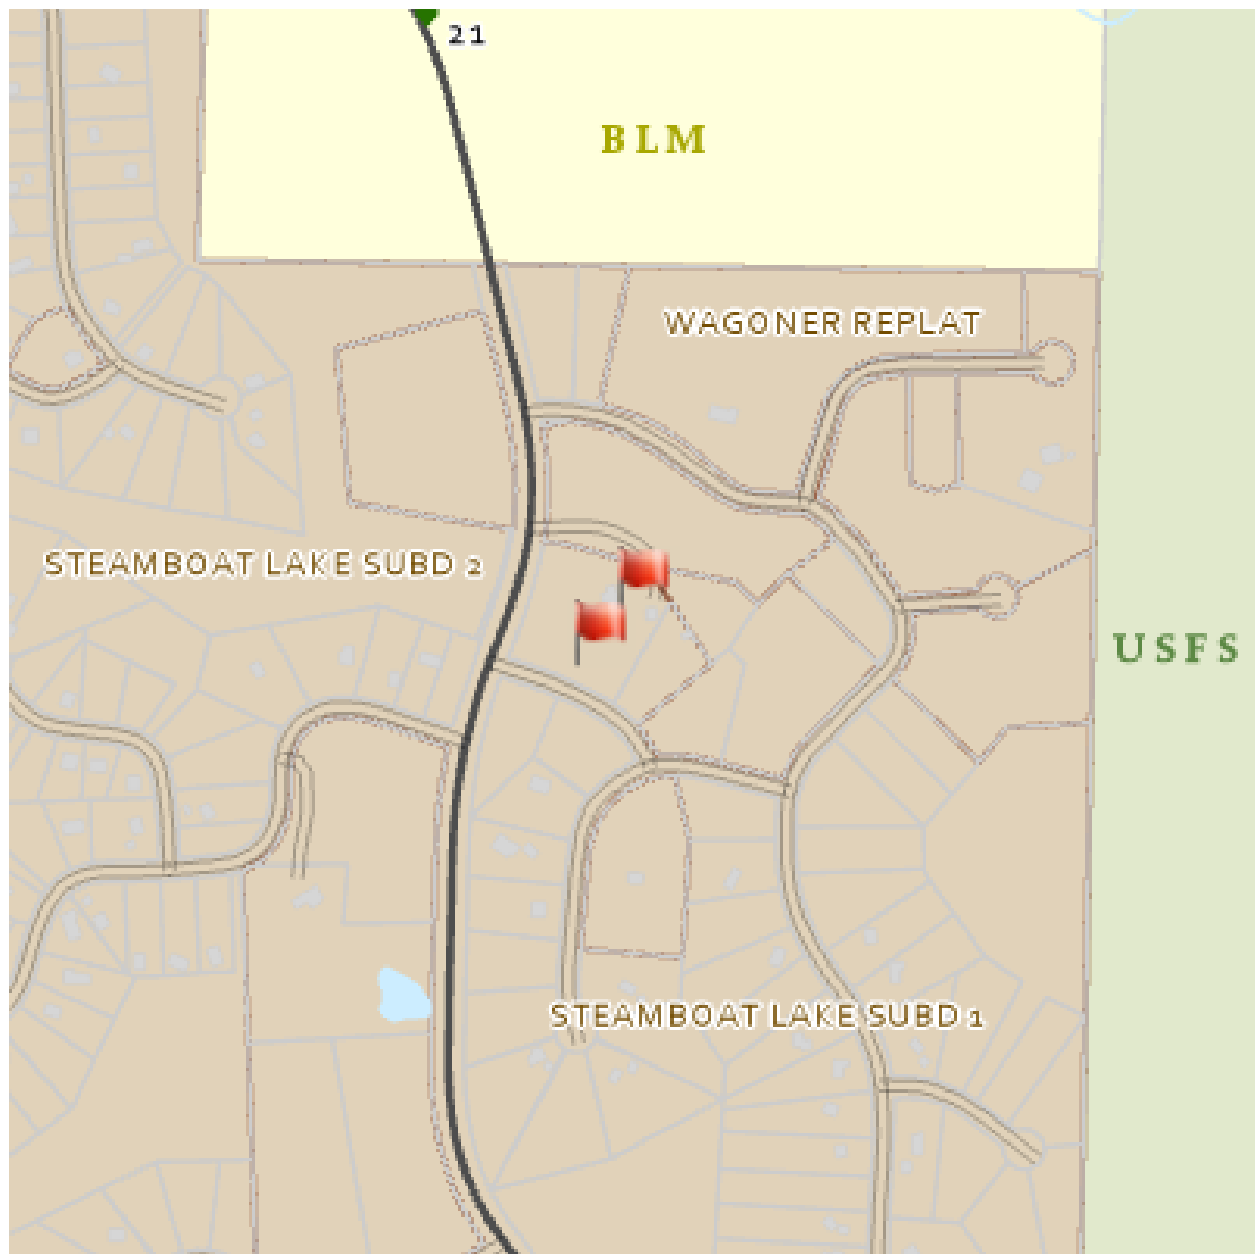 21
BLM
WAGONER REPLAT
STEAMBOAT LAKE SUBD 2
USFS
STEAMBOAT LAKE SUBD 1